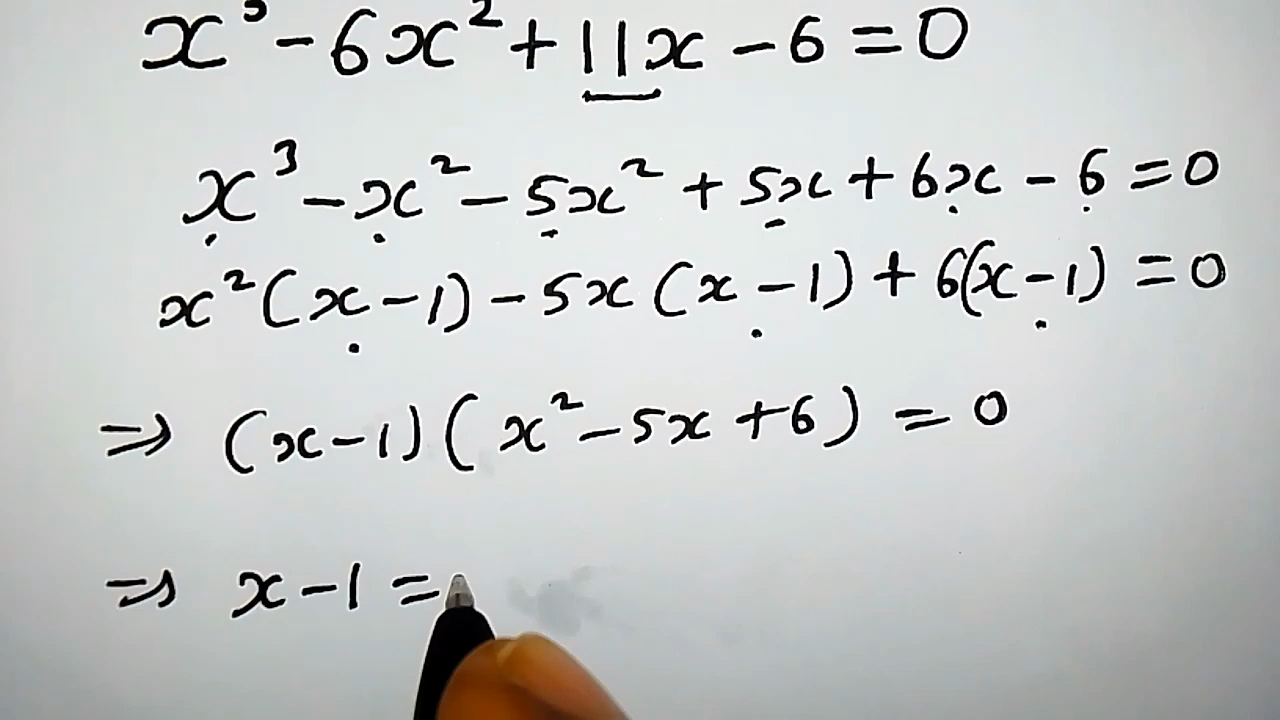 x³ - 6x² + 11x - 6 = 0
x³ - x² - 5x² + 5x + 6x - 6 = 0
x²(x - 1) - 5x(x - 1) + 6(x - 1) = 0
⇒ (x - 1)(x² - 5x + 6) = 0
⇒ x - 1 =